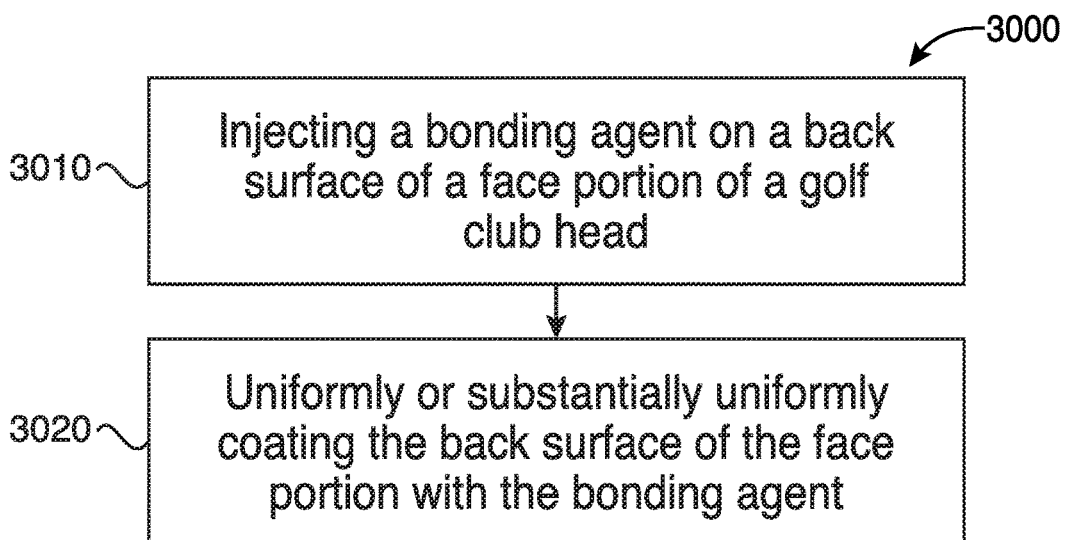 3000
Injecting a bonding agent on a back
3010
surface of a face portion of a golf
club head
Uniformly or substantially uniformly
3020
coating the back surface of the face
portion with the bonding agent